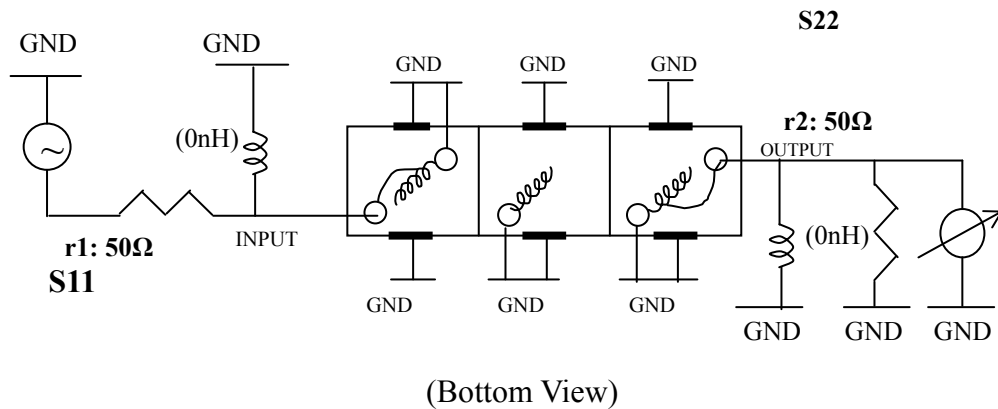 S22
GND
GND
GND
GND
GND
(0nH)
r2: 50Ω
OUTPUT
r1: 50Ω
INPUT
(0nH)
S11
GND
GND
GND
GND
GND
GND
(Bottom View)